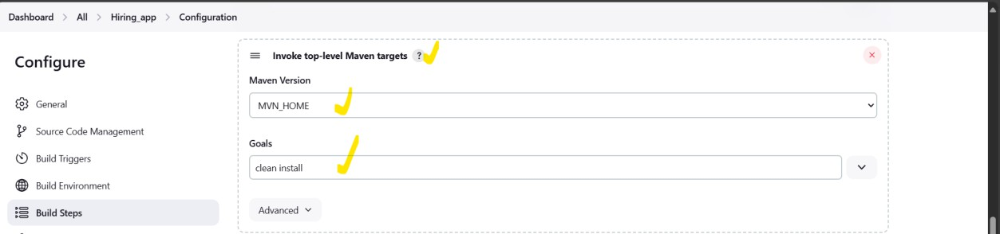 Dashboard > All > Hiring_app > Configuration
Configure
General
Source Code Management
Build Triggers
Build Environment
Build Steps
Invoke top-level Maven targets ?
Maven Version
MVN_HOME
Goals
clean install
Advanced